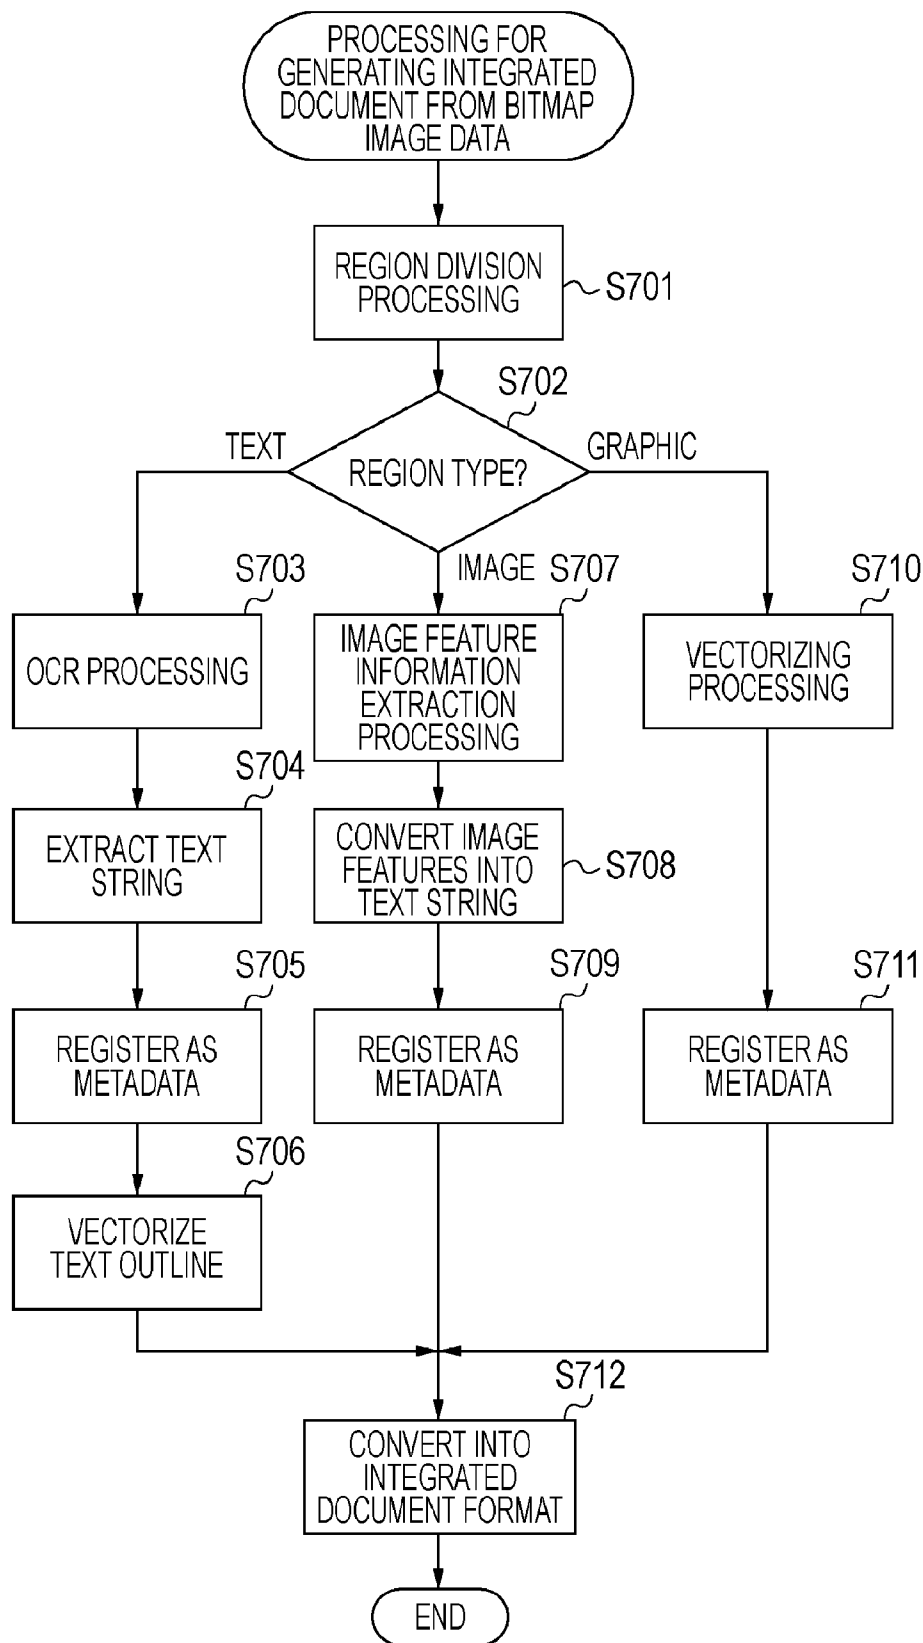 PROCESSING FOR
GENERATING INTEGRATED
DOCUMENT FROM BITMAP
IMAGE DATA
REGION DIVISION
PROCESSING
S701
S702
TEXT
REGION TYPE?
GRAPHIC
IMAGE
S703
OCR PROCESSING
S704
EXTRACT TEXT
STRING
S705
REGISTER AS
METADATA
S706
VECTORIZE
TEXT OUTLINE
S707
IMAGE FEATURE
INFORMATION
EXTRACTION
PROCESSING
CONVERT IMAGE
FEATURES INTO
TEXT STRING
S708
S709
REGISTER AS
METADATA
S710
VECTORIZING
PROCESSING
S711
REGISTER AS
METADATA
S712
CONVERT INTO
INTEGRATED
DOCUMENT FORMAT
END